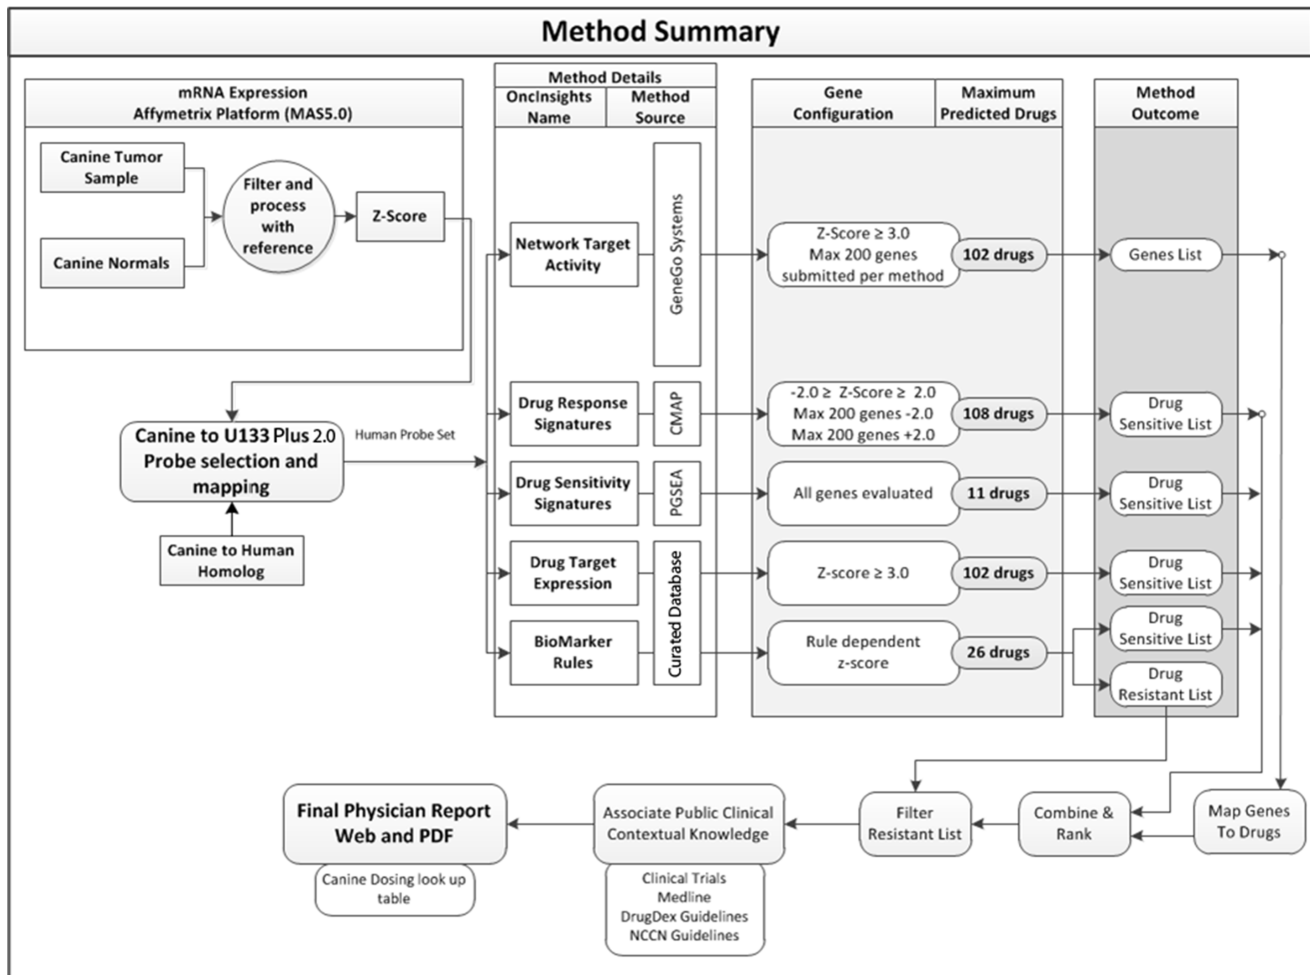 Method Summary
mRNA Expression
Affymetrix Platform (MAS5.0)
Canine Tumor
Sample
Canine Normals
Filter and
process
with
reference
Z-Score
Canine to U133 Plus 2.0
Probe selection and
mapping
Human Probe Set
Canine to Human
Homolog
Method Details
OncInsights
Name
Method
Source
Network Target
Activity
GeneGo Systems
Drug Response
Signatures
CMAP
Drug Sensitivity
Signatures
PGSEA
Drug Target
Expression
BioMarker
Rules
Curated Database
Gene
Configuration
Maximum
Predicted Drugs
Z-Score ≥ 3.0
Max 200 genes
submitted per method
102 drugs
-2.0 ≥ Z-Score ≥ 2.0
Max 200 genes -2.0
Max 200 genes +2.0
108 drugs
All genes evaluated
11 drugs
Z-score ≥ 3.0
102 drugs
Rule dependent
z-score
26 drugs
Method
Outcome
Genes List
Drug
Sensitive List
Drug
Sensitive List
Drug
Sensitive List
Drug
Sensitive List
Drug
Resistant List
Final Physician Report
Web and PDF
Canine Dosing look up
table
Associate Public Clinical
Contextual Knowledge
Clinical Trials
Medline
DrugDex Guidelines
NCCN Guidelines
Filter
Resistant List
Combine &
Rank
Map Genes
To Drugs